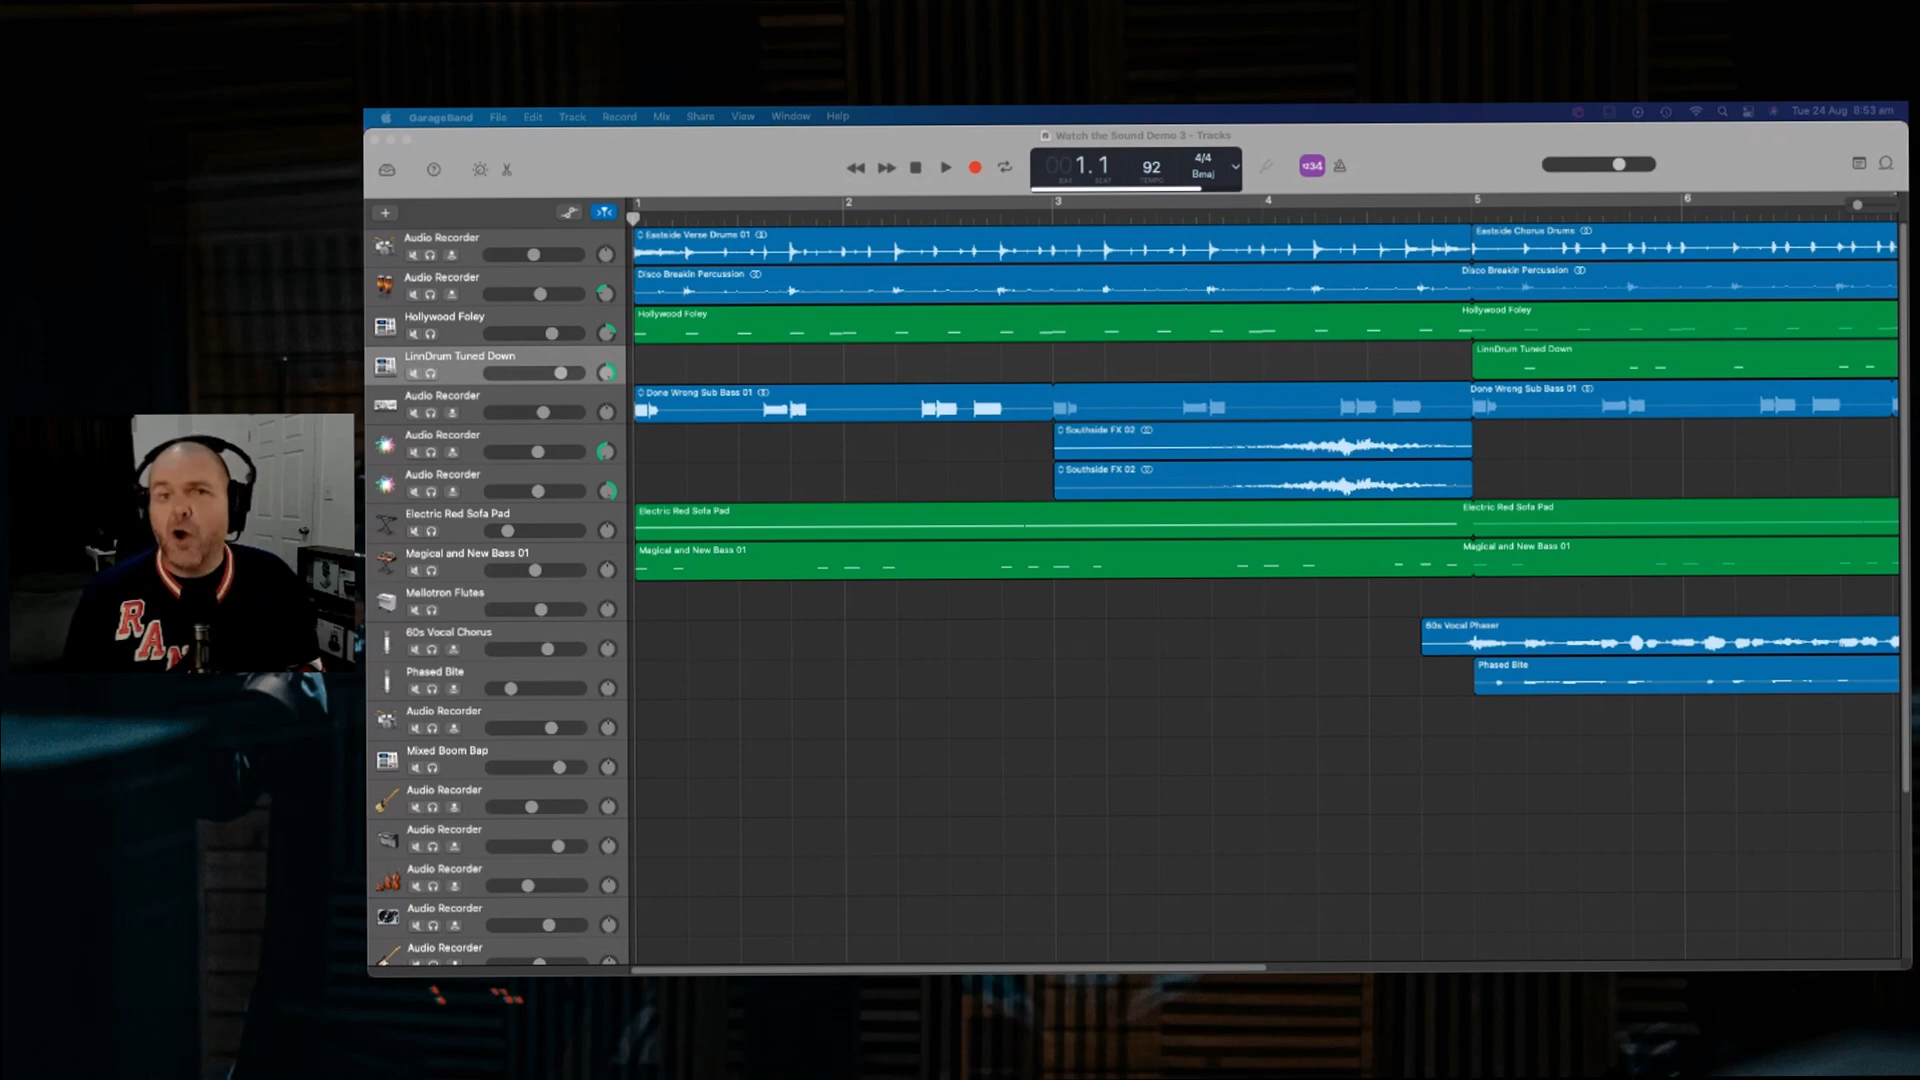 GarageBand File Edit Track Record Mix Share View Window Help
Tue 24 Aug 8:53 am
Watch the Sound Demo 3 - Tracks
001.1
BAR BEAT
92
TEMPO
4/4
Bmaj
1234
1 2 3 4 5 6
Audio Recorder
Eastside Verse Drums 01
Eastside Chorus Drums
Audio Recorder
Disco Breakin Percussion
Disco Breakin Percussion
Hollywood Foley
Hollywood Foley
Hollywood Foley
LinnDrum Tuned Down
LinnDrum Tuned Down
Audio Recorder
Done Wrong Sub Bass 01
Done Wrong Sub Bass 01
Audio Recorder
Southside FX 02
Audio Recorder
Southside FX 02
Electric Red Sofa Pad
Electric Red Sofa Pad
Electric Red Sofa Pad
Magical and New Bass 01
Magical and New Bass 01
Magical and New Bass 01
Mellotron Flutes
60s Vocal Chorus
60s Vocal Phaser
Phased Bite
Phased Bite
Audio Recorder
Mixed Boom Bap
Audio Recorder
Audio Recorder
Audio Recorder
Audio Recorder
Audio Recorder
RAN